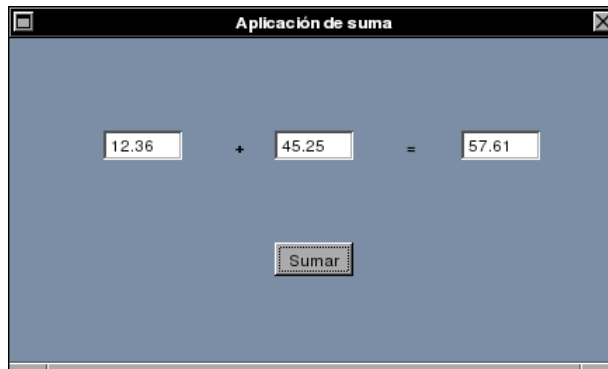 Aplicación de suma
12.36 + 45.25 = 57.61
Sumar